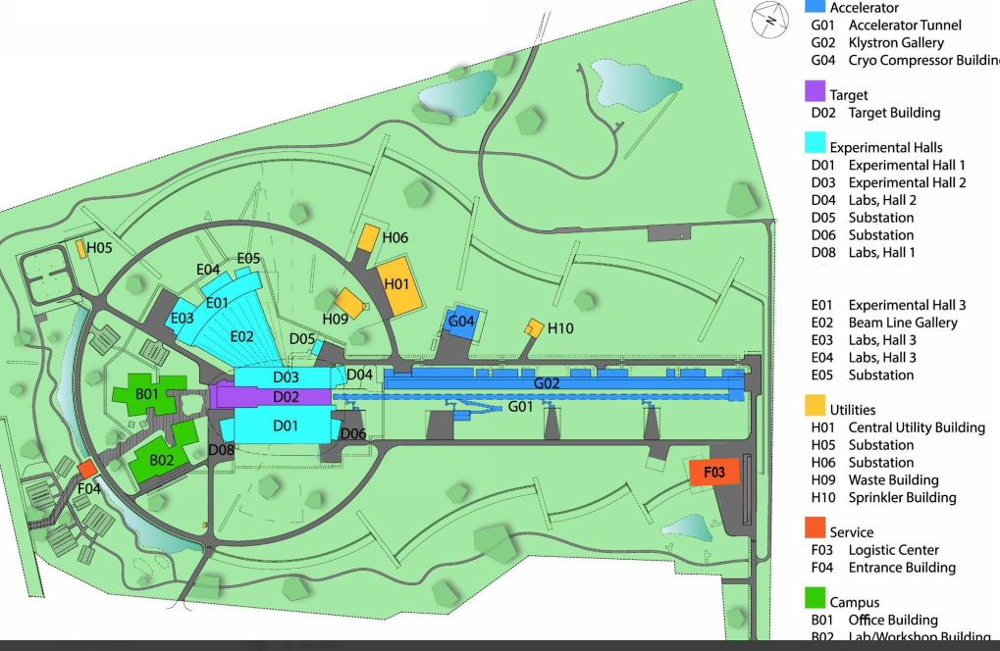 N
H05
H06
E05
E04
H01
E01
H09
E03
G04
H10
E02
D05
D03
D04
G02
B01
D02
G01
D01
D06
D08
B02
F03
F04
Accelerator
G01 Accelerator Tunnel
G02 Klystron Gallery
G04 Cryo Compressor Building
Target
D02 Target Building
Experimental Halls
D01 Experimental Hall 1
D03 Experimental Hall 2
D04 Labs, Hall 2
D05 Substation
D06 Substation
D08 Labs, Hall 1
E01 Experimental Hall 3
E02 Beam Line Gallery
E03 Labs, Hall 3
E04 Labs, Hall 3
E05 Substation
Utilities
H01 Central Utility Building
H05 Substation
H06 Substation
H09 Waste Building
H10 Sprinkler Building
Service
F03 Logistic Center
F04 Entrance Building
Campus
B01 Office Building
B02 Lab/Workshop Building